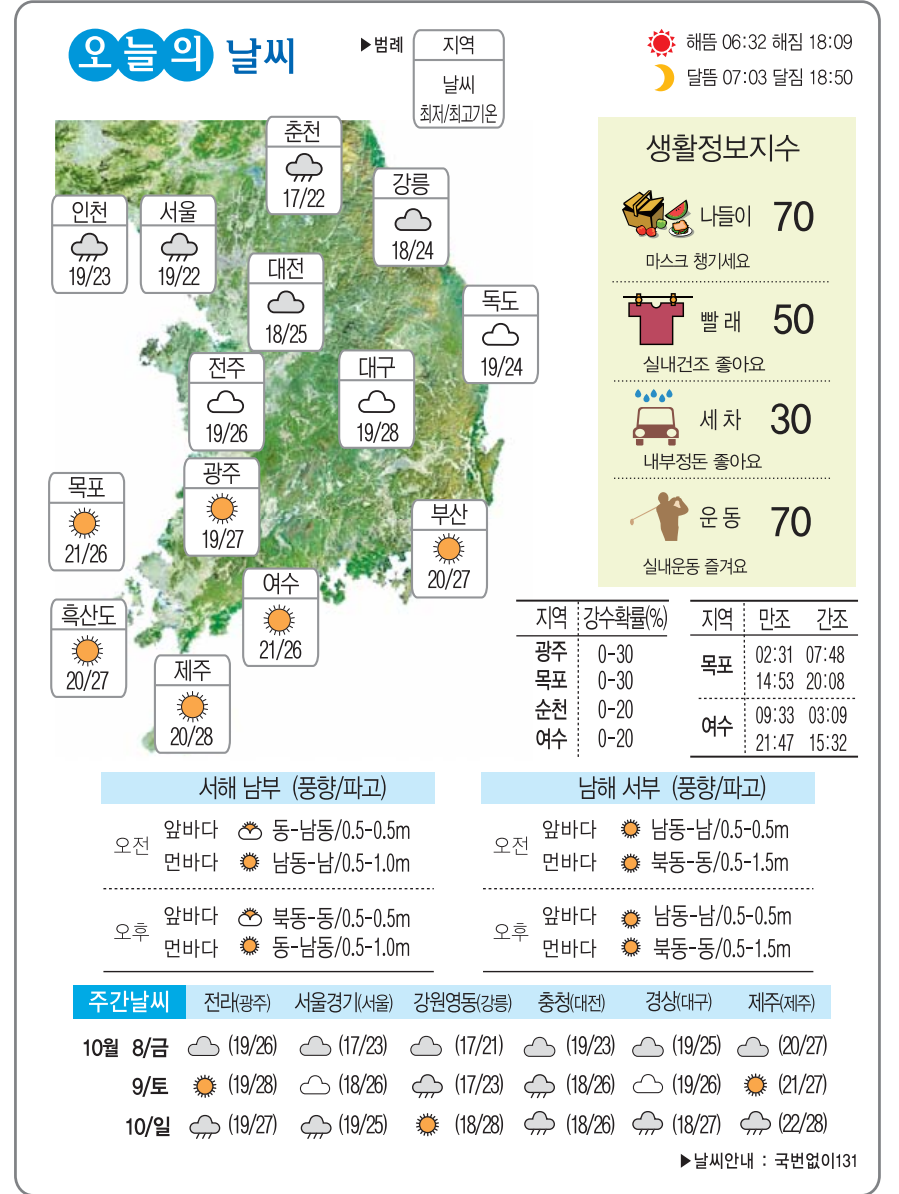 오늘의 날씨
▶범례
지역
날씨
최저/최고기온
해뜸 06:32 해짐 18:09
달뜸 07:03 달짐 18:50
춘천
17/22
강릉
18/24
인천
19/23
서울
19/22
대전
18/25
독도
19/24
전주
19/26
대구
19/28
광주
19/27
목포
21/26
부산
20/27
여수
21/26
흑산도
20/27
제주
20/28
생활정보지수
나들이 70
마스크 챙기세요
빨래 50
실내건조 좋아요
세차 30
내부정돈 좋아요
운동 70
실내운동 즐겨요
지역 강수확률(%)
광주 0-30
목포 0-30
순천 0-20
여수 0-20
지역 만조 간조
목포
02:31 07:48
14:53 20:08
여수
09:33 03:09
21:47 15:32
서해 남부 (풍향/파고)
오전
앞바다 동-남동/0.5-0.5m
먼바다 남동-남/0.5-1.0m
오후
앞바다 북동-동/0.5-0.5m
먼바다 동-남동/0.5-1.0m
남해 서부 (풍향/파고)
오전
앞바다 남동-남/0.5-0.5m
먼바다 북동-동/0.5-1.5m
오후
앞바다 남동-남/0.5-0.5m
먼바다 북동-동/0.5-1.5m
주간날씨 전라(광주) 서울경기(서울) 강원영동(강릉) 충청(대전) 경상(대구) 제주(제주)
10월 8/금 (19/26) (17/23) (17/21) (19/23) (19/25) (20/27)
9/토 (19/28) (18/26) (17/23) (18/26) (19/26) (21/27)
10/일 (19/27) (19/25) (18/28) (18/26) (18/27) (22/28)
▶날씨안내 : 국번없이131